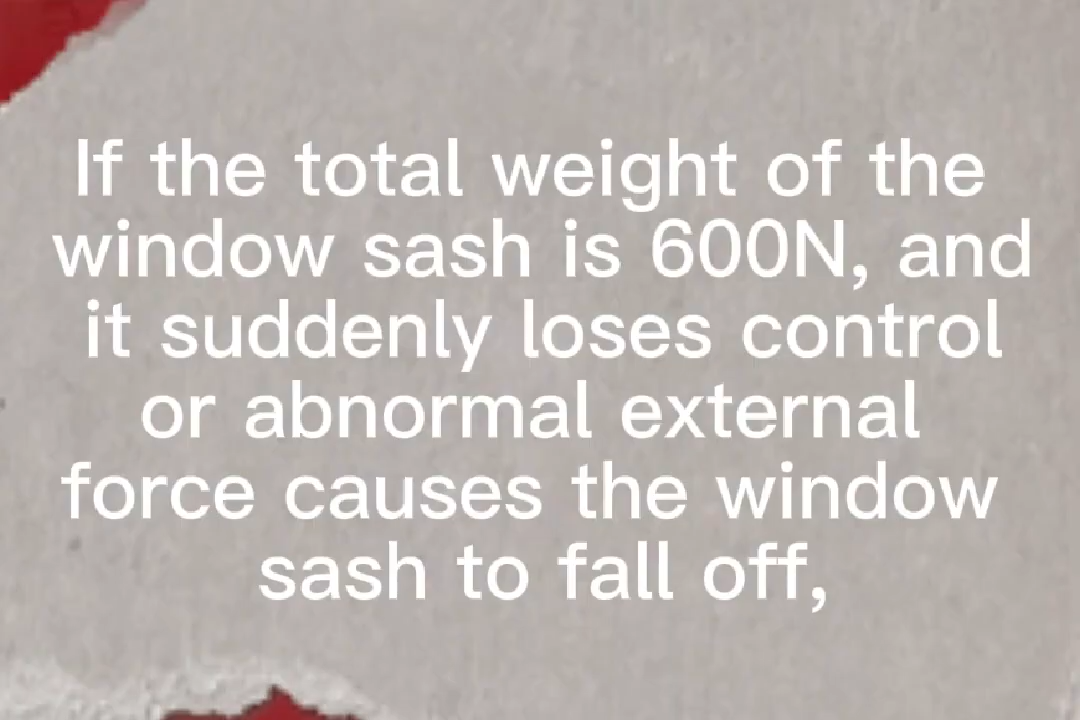 If the total weight of the
window sash is 600N, and
it suddenly loses control
or abnormal external
force causes the window
sash to fall off,